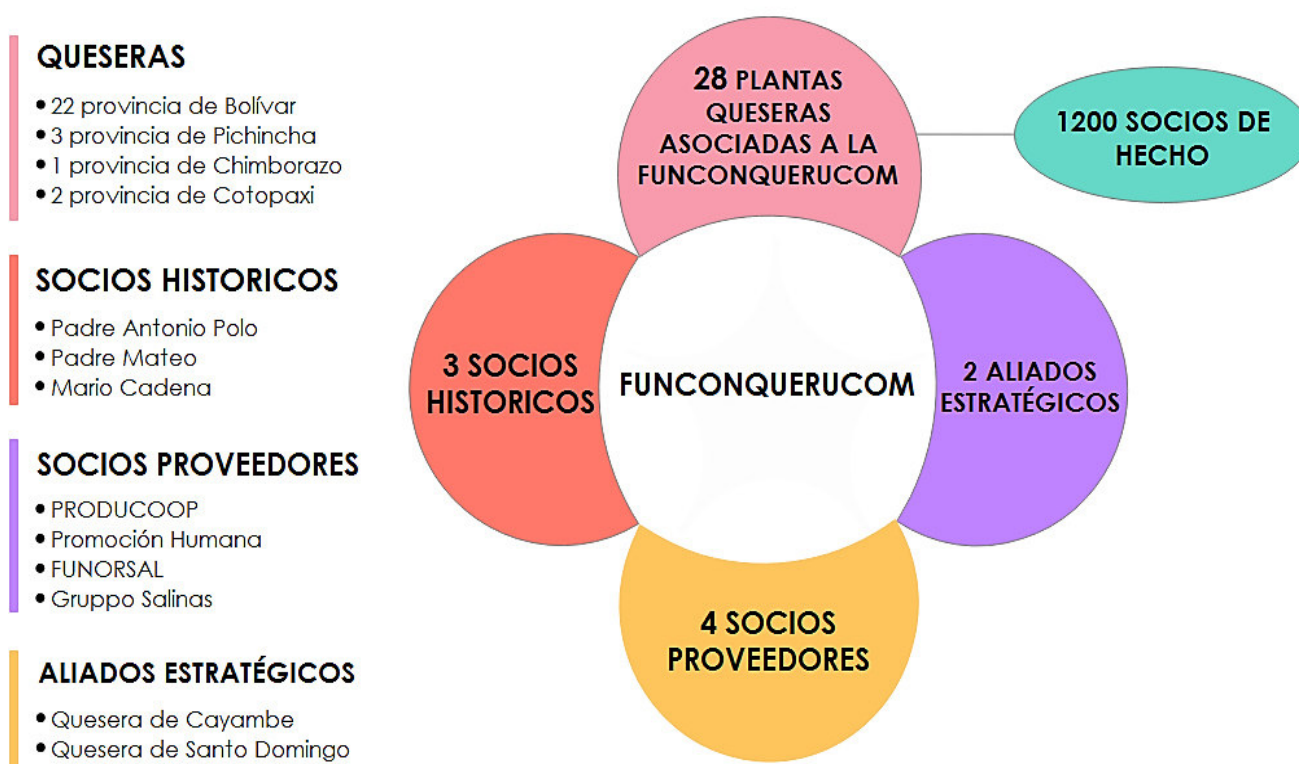 QUESERAS
• 22 provincia de Bolívar
• 3 provincia de Pichincha
• 1 provincia de Chimborazo
• 2 provincia de Cotopaxi
SOCIOS HISTORICOS
• Padre Antonio Polo
• Padre Mateo
• Mario Cadena
SOCIOS PROVEEDORES
• PRODUCOOP
• Promoción Humana
• FUNORSAL
• Gruppo Salinas
ALIADOS ESTRATÉGICOS
• Quesera de Cayambe
• Quesera de Santo Domingo
28 PLANTAS
QUESERAS
ASOCIADAS A LA
FUNCONQUERUCOM
1200 SOCIOS DE
HECHO
3 SOCIOS
HISTORICOS
FUNCONQUERUCOM
2 ALIADOS
ESTRATÉGICOS
4 SOCIOS
PROVEEDORES